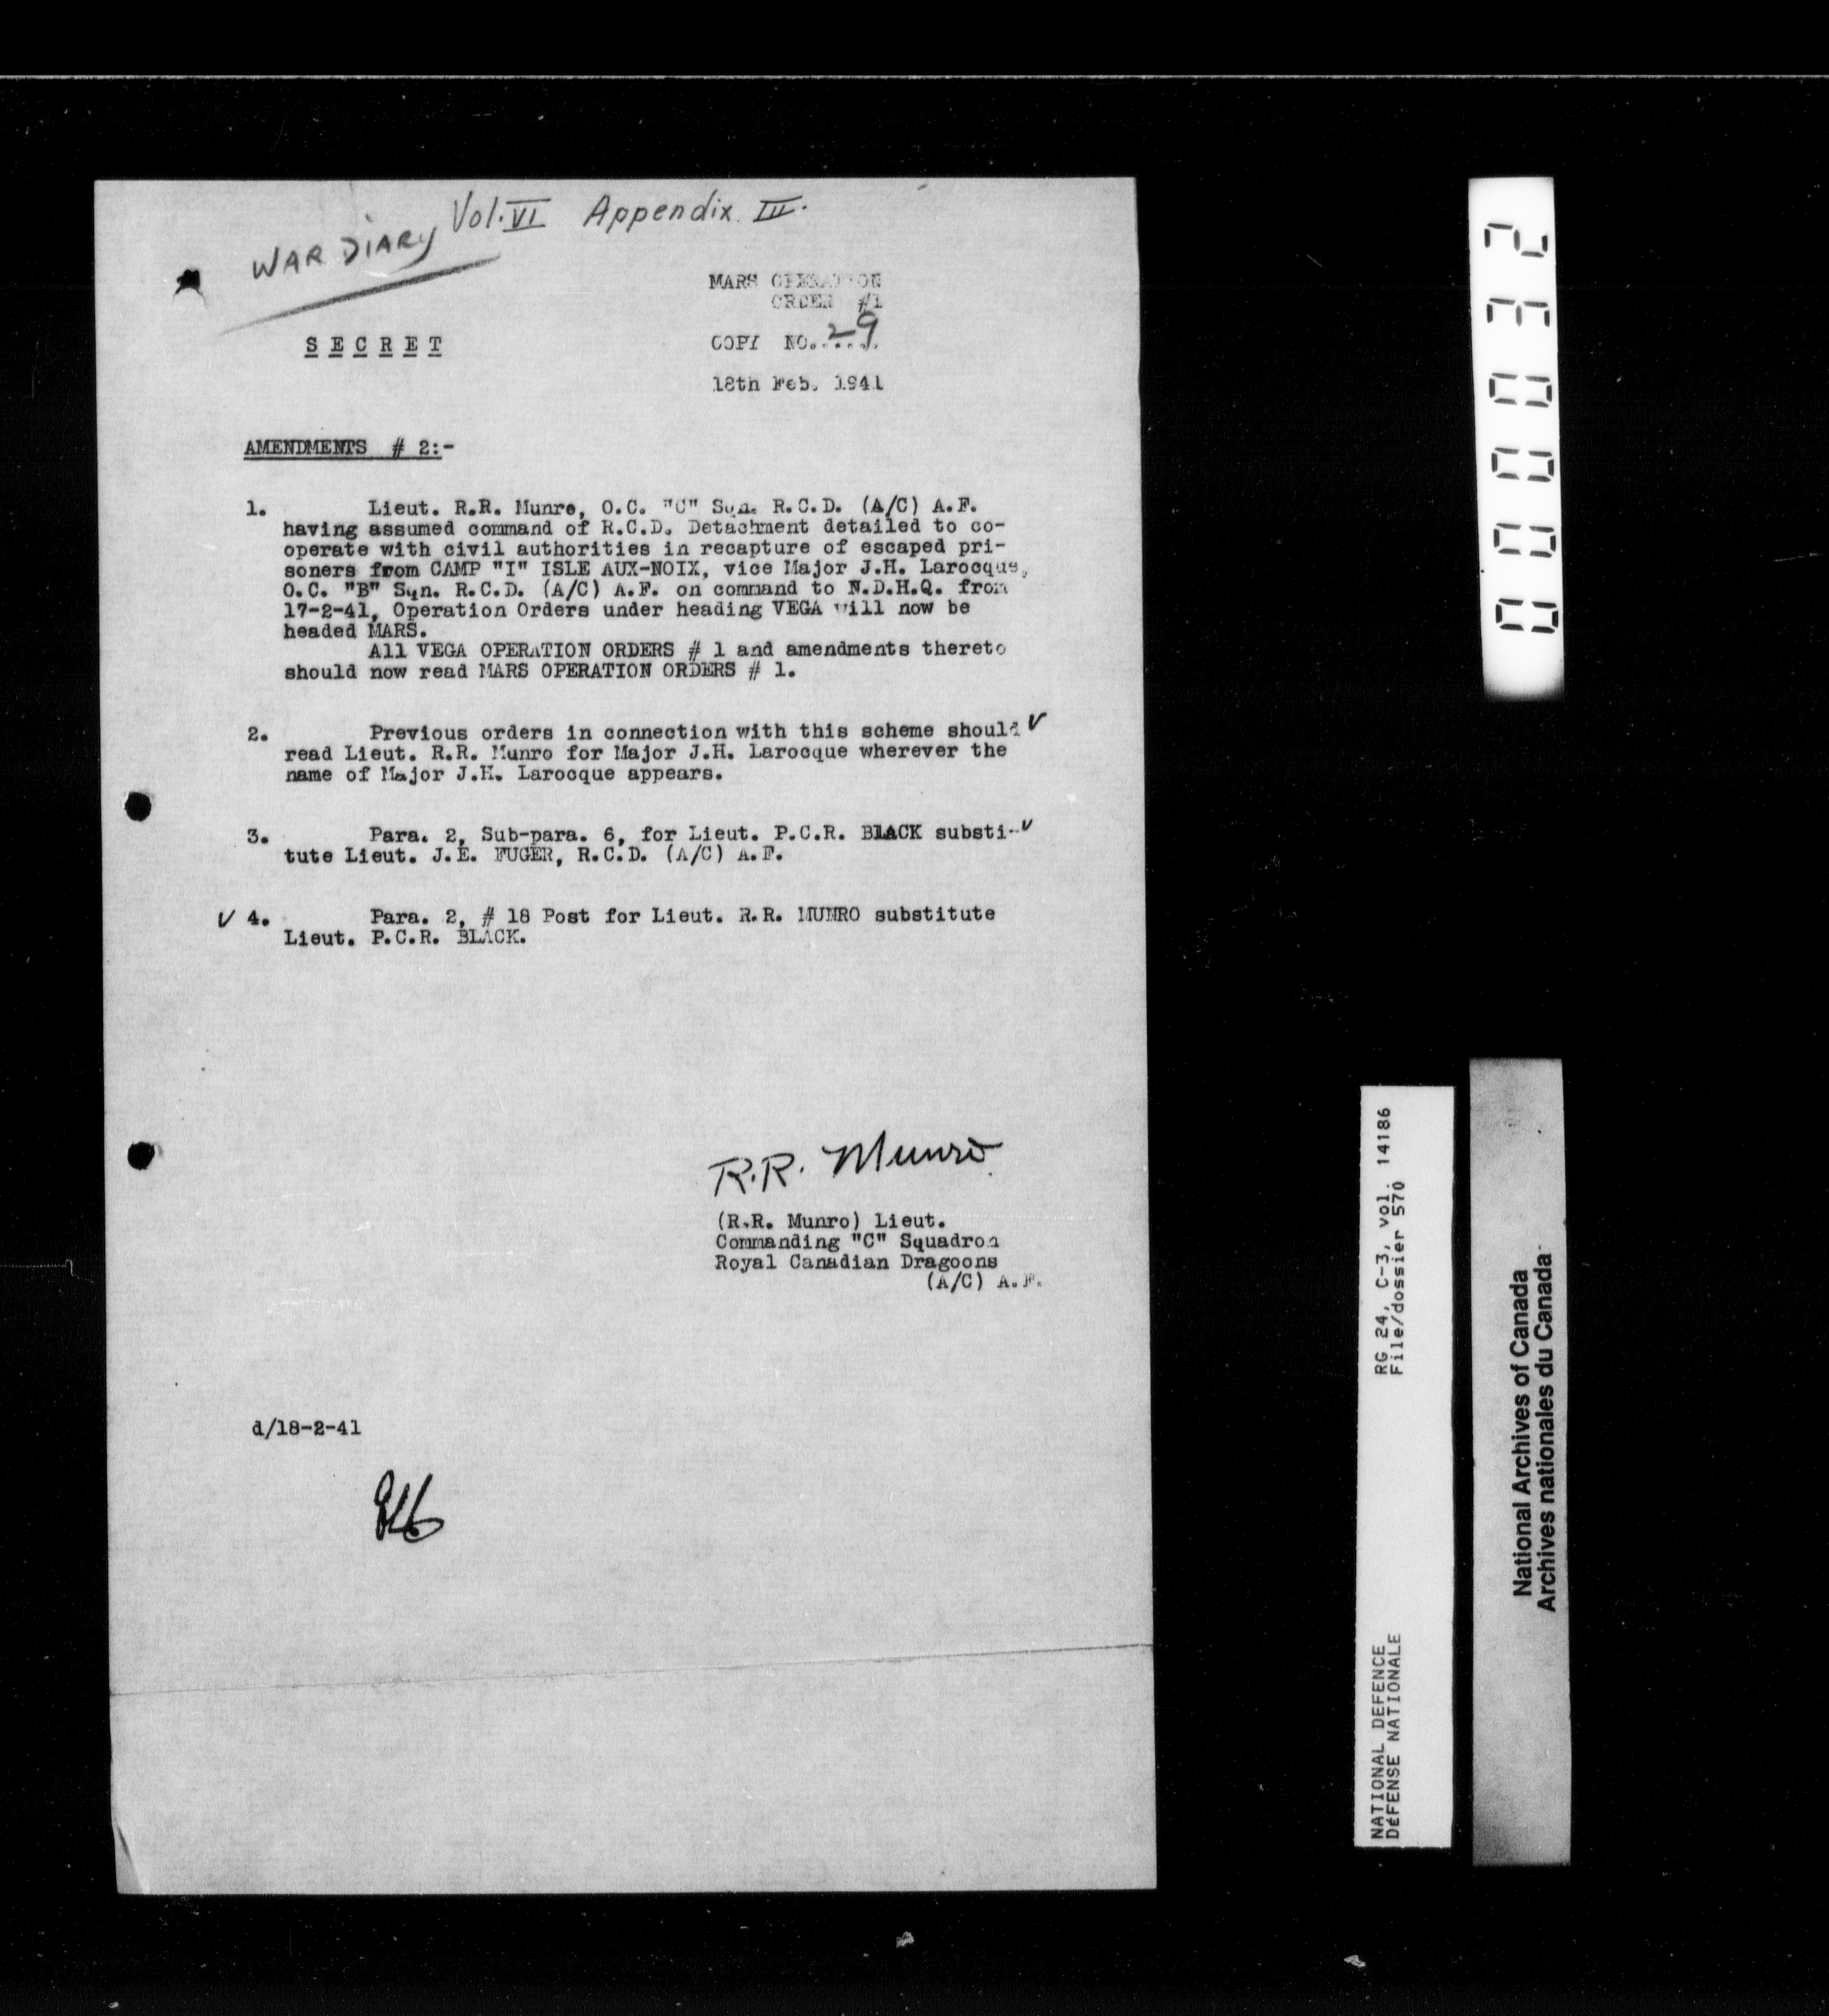 WAR DIARY Vol. VI Appendix III.
MARS OPERATION
ORDER #1
SECRET
COPY NO. 29
18th Feb. 1941
AMENDMENTS # 2:-
1. Lieut. R.R. Munro, O.C. "C" Sqn. R.C.D. (A/C) A.F.
having assumed command of R.C.D. Detachment detailed to co-
operate with civil authorities in recapture of escaped pri-
soners from CAMP "I" ISLE AUX-NOIX, vice Major J.H. Larocque,
O.C. "B" Sqn. R.C.D. (A/C) A.F. on command to N.D.H.Q. from
17-2-41, Operation Orders under heading VEGA will now be
headed MARS.
All VEGA OPERATION ORDERS # 1 and amendments thereto
should now read MARS OPERATION ORDERS # 1.
2. Previous orders in connection with this scheme should ✓
read Lieut. R.R. Munro for Major J.H. Larocque wherever the
name of Major J.H. Larocque appears.
3. Para. 2, Sub-para. 6, for Lieut. P.C.R. BLACK substi- ✓
tute Lieut. J.E. FUGER, R.C.D. (A/C) A.F.
✓ 4. Para. 2, # 18 Post for Lieut. R.R. MUNRO substitute
Lieut. P.C.R. BLACK.
R.R. Munro
(R.R. Munro) Lieut.
Commanding "C" Squadron
Royal Canadian Dragoons
(A/C) A.F.
d/18-2-41
000032
RG 24, C-3, vol. 14186
File/dossier 570
NATIONAL DEFENCE
DéFENSE NATIONALE
National Archives of Canada
Archives nationales du Canada